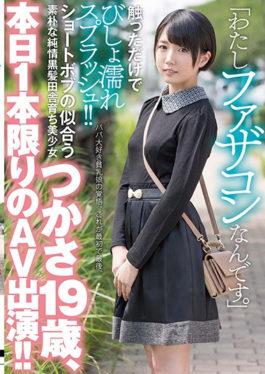 「わたしファザコンなんです。」
触っただけで
びしょ濡れ
スプラッシュ!!
ショートボブの似合う
素朴な純情黒髪田舎育ち美少女
つかさ19歳、
本日1本限りのAV出演!!